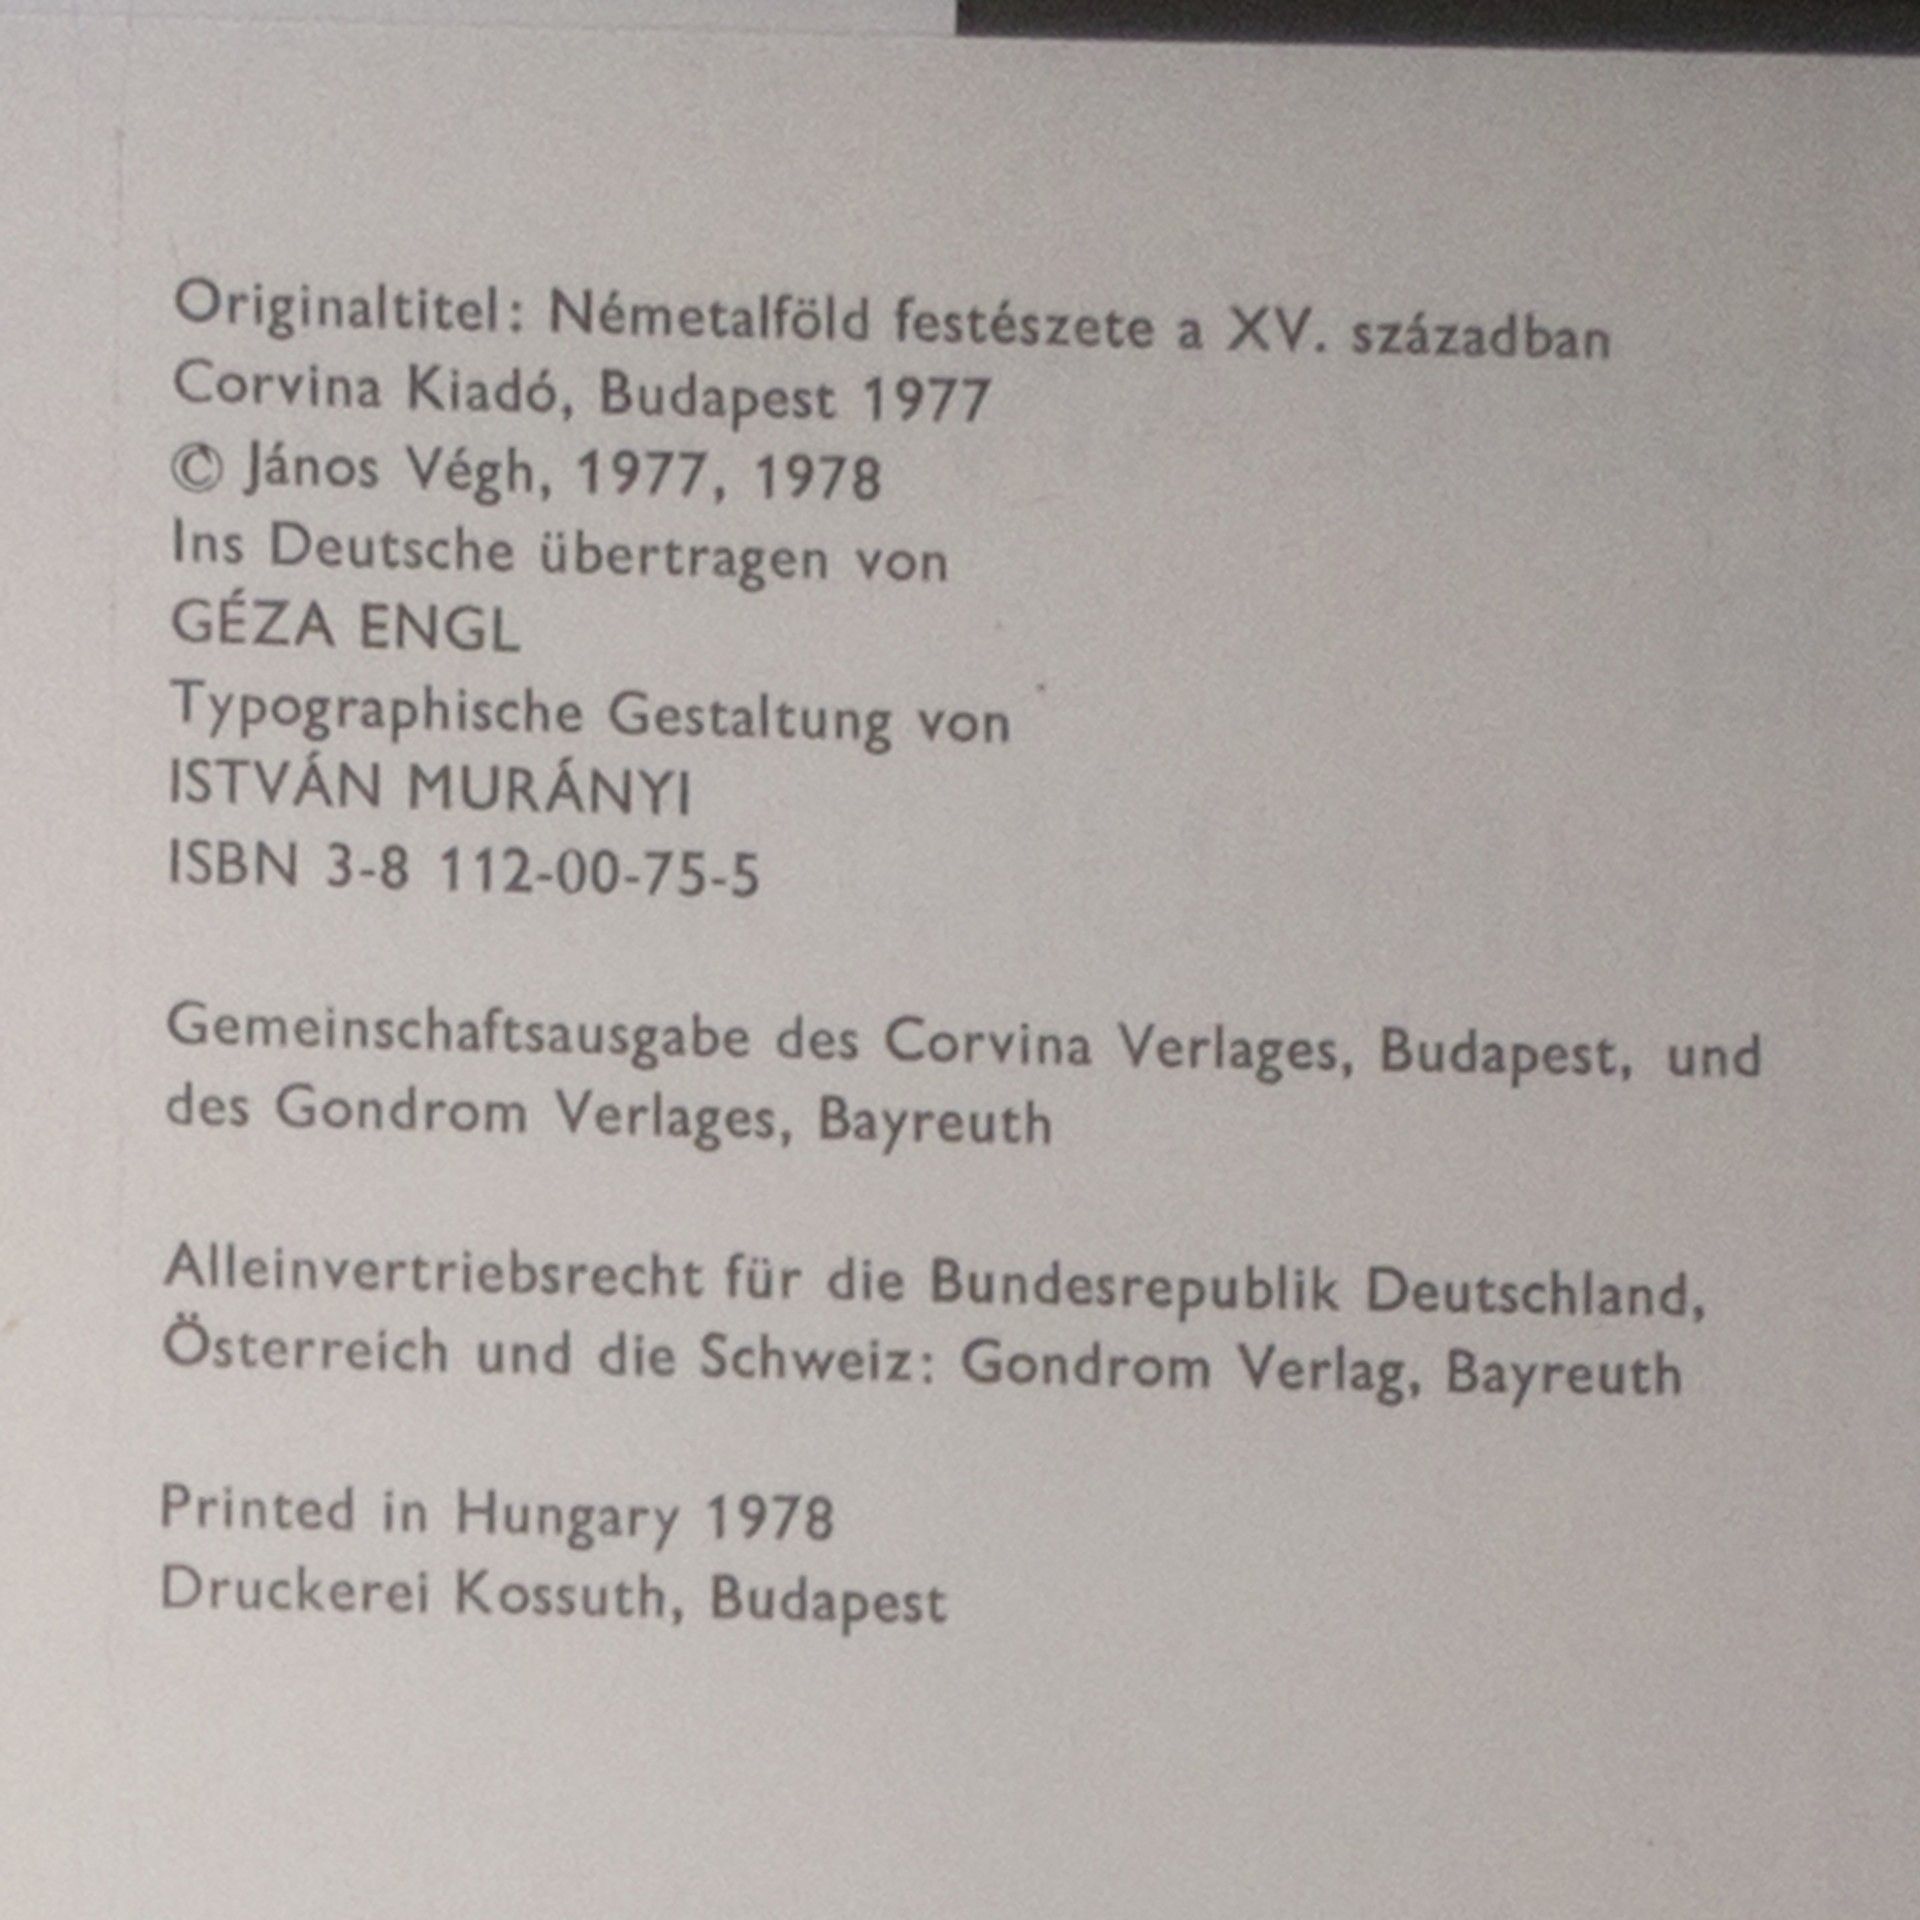 Originaltitel: Németalföld festészete a XV. században
Corvina Kiadó, Budapest 1977
© János Végh, 1977, 1978
Ins Deutsche übertragen von
GÉZA ENGL
Typographische Gestaltung von
ISTVÁN MURÁNYI
ISBN 3-8 112-00-75-5
Gemeinschaftsausgabe des Corvina Verlages, Budapest, und
des Gondrom Verlages, Bayreuth
Alleinvertriebsrecht für die Bundesrepublik Deutschland,
Österreich und die Schweiz: Gondrom Verlag, Bayreuth
Printed in Hungary 1978
Druckerei Kossuth, Budapest